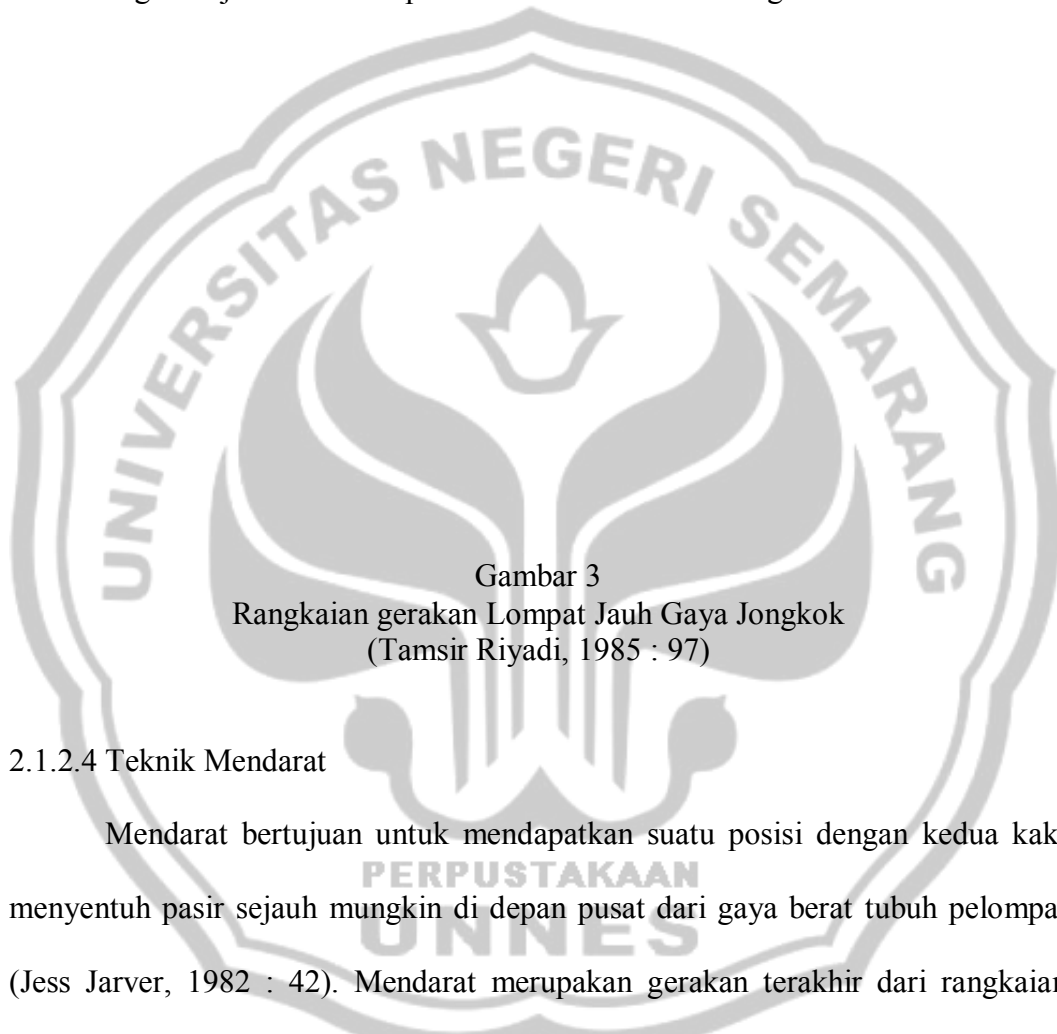 UNIVERSITAS NEGERI SEMARANG
Gambar 3
Rangkaian gerakan Lompat Jauh Gaya Jongkok
(Tamsir Riyadi, 1985 : 97)
2.1.2.4 Teknik Mendarat
Mendarat bertujuan untuk mendapatkan suatu posisi dengan kedua kak
PERPUSTAKAAN
menyentuh pasir sejauh mungkin di depan pusat dari gaya berat tubuh pelompa
UNNES
(Jess Jarver, 1982 : 42). Mendarat merupakan gerakan terakhir dari rangkaian